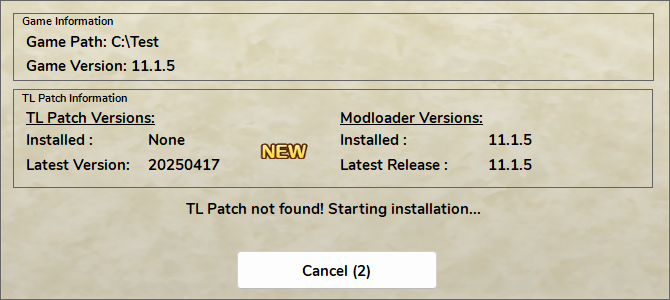 Game Information
Game Path: C:\Test
Game Version: 11.1.5
TL Patch Information
TL Patch Versions:
Installed : None
Latest Version: 20250417
NEW
Modloader Versions:
Installed : 11.1.5
Latest Release : 11.1.5
TL Patch not found! Starting installation...
Cancel (2)